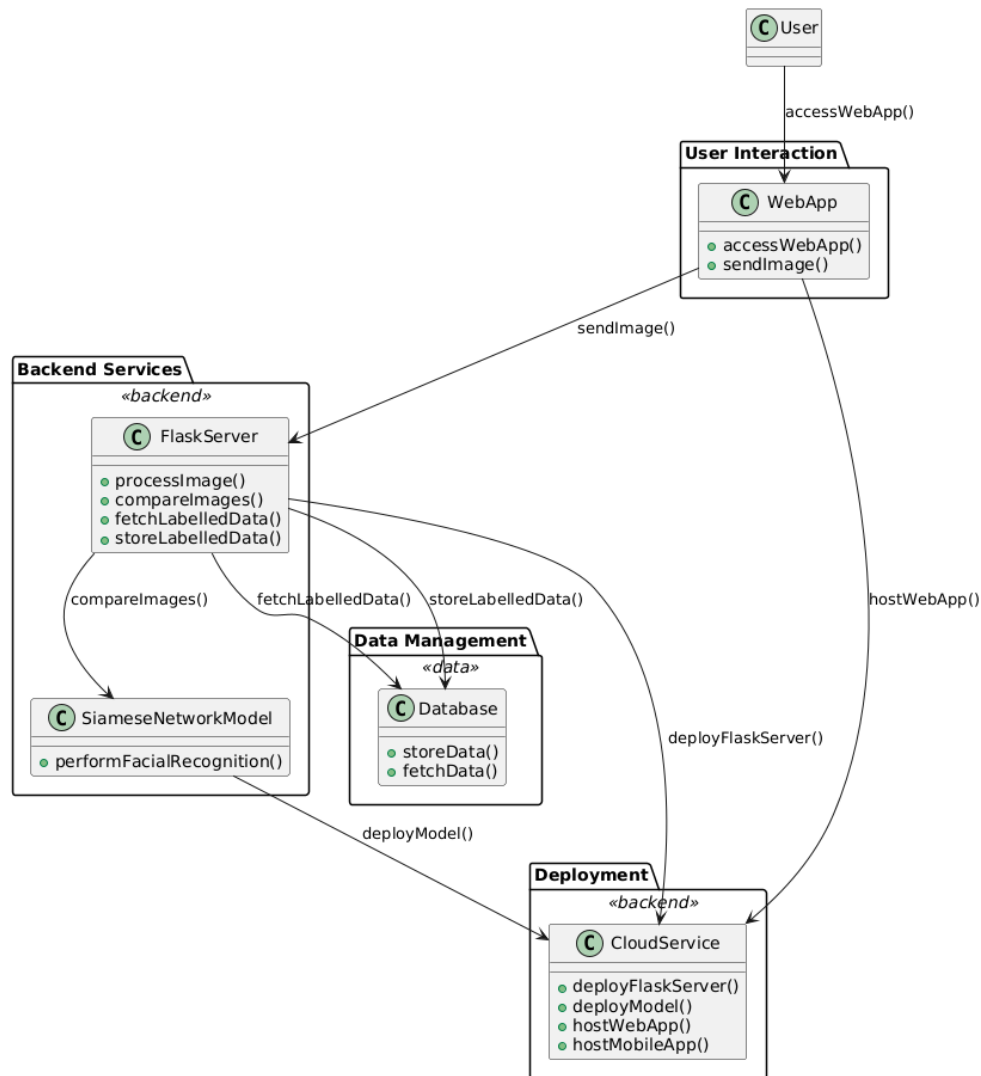 C User
accessWebApp()
User Interaction
C WebApp
accessWebApp()
sendImage()
sendImage()
Backend Services
«backend»
C FlaskServer
processImage()
compareImages()
fetchLabelledData()
storeLabelledData()
compareImages()
fetchLabelledData()
storeLabelledData()
hostWebApp()
Data Management
«data»
C Database
storeData()
fetchData()
C SiameseNetworkModel
performFacialRecognition()
deployFlaskServer()
deployModel()
Deployment
«backend»
C CloudService
deployFlaskServer()
deployModel()
hostWebApp()
hostMobileApp()